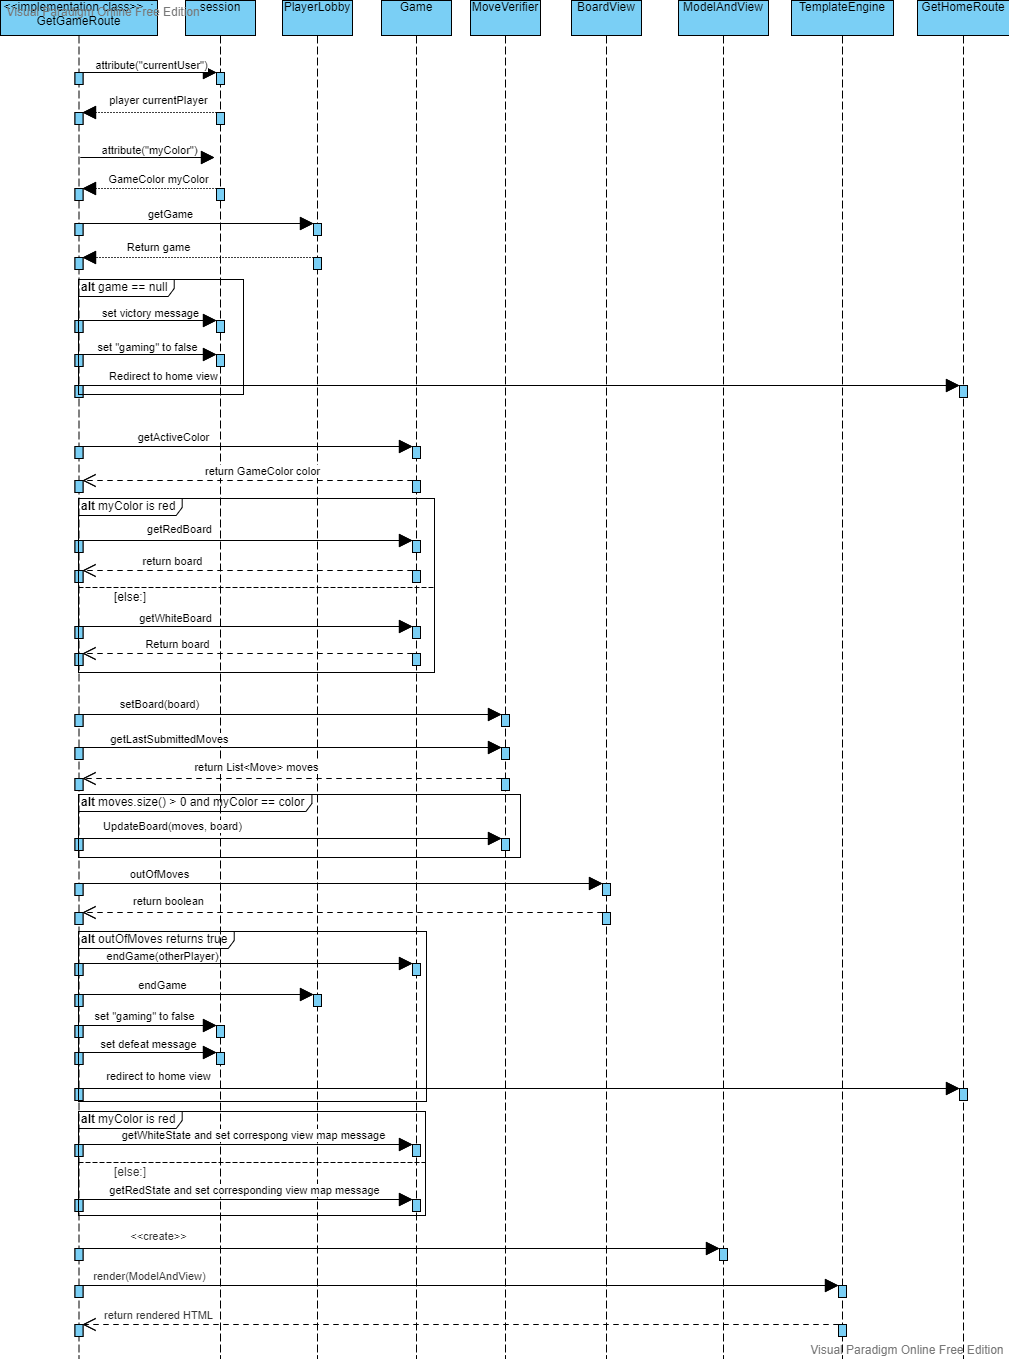 <<implementation class>>
GetGameRoute
Visual Paradigm Online Free Edition
session
PlayerLobby
Game
MoveVerifier
BoardView
ModelAndView
TemplateEngine
GetHomeRoute
attribute("currentUser")
player currentPlayer
attribute("myColor")
GameColor myColor
getGame
Return game
alt game == null
set victory message
set "gaming" to false
Redirect to home view
getActiveColor
return GameColor color
alt myColor is red
getRedBoard
return board
[else:]
getWhiteBoard
Return board
setBoard(board)
getLastSubmittedMoves
return List<Move> moves
alt moves.size() > 0 and myColor == color
UpdateBoard(moves, board)
outOfMoves
return boolean
alt outOfMoves returns true
endGame(otherPlayer)
endGame
set "gaming" to false
set defeat message
redirect to home view
alt myColor is red
getWhiteState and set correspong view map message
[else:]
getRedState and set corresponding view map message
<<create>>
render(ModelAndView)
return rendered HTML
Visual Paradigm Online Free Edition